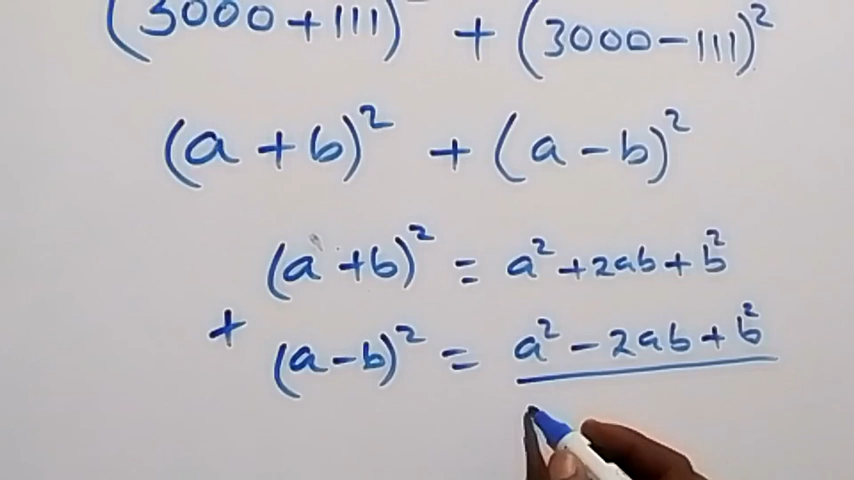 (3000+111)² + (3000-111)²
(a+b)² + (a-b)²
(a+b)² = a²+2ab+b²
+
(a-b)² = a²-2ab+b²